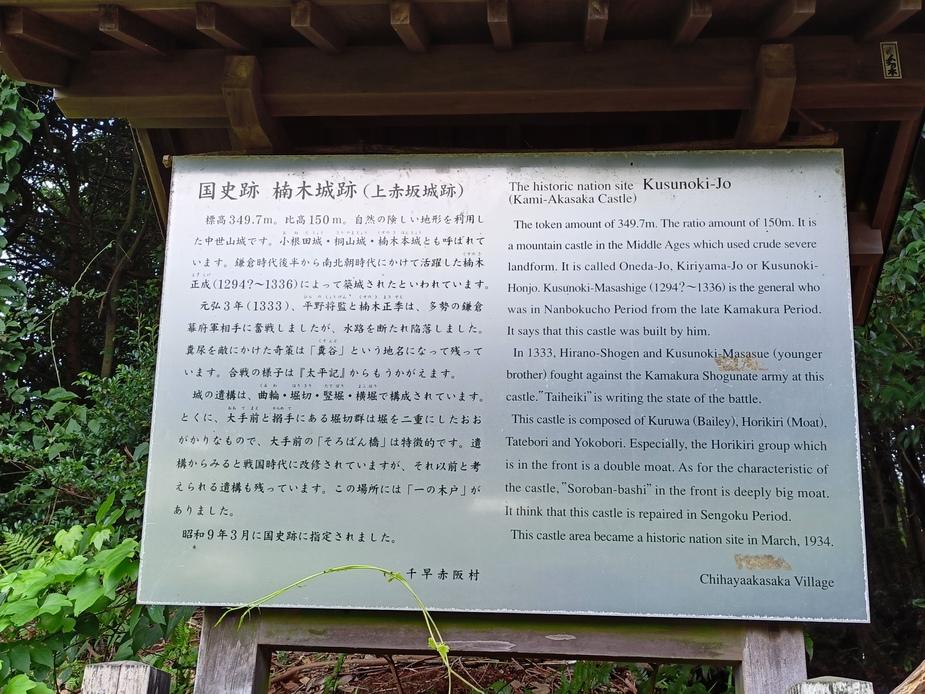 国史跡 楠木城跡(上赤坂城跡)
標高349.7m。比高150m。自然の険しい地形を利用し
た中世山城です。小根田城・桐山城・楠木本城とも呼ばれて
います。鎌倉時代後半から南北朝時代にかけて活躍した楠木
正成(1294?〜1336)によって築城されたといわれています。
元弘3年(1333)、平野将監と楠木正季は、多勢の鎌倉
幕府軍相手に奮戦しましたが、水路を断たれ陥落しました。
糞尿を敵にかけた奇策は「糞谷」という地名になって残って
います。合戦の様子は『太平記』からもうかがえます。
城の遺構は、曲輪・堀切・竪堀・横堀で構成されています。
とくに、大手前と搦手にある堀切群は堀を二重にしたおお
がかりなもので、大手前の「そろばん橋」は特徴的です。遺
構からみると戦国時代に改修されていますが、それ以前と考
えられる遺構も残っています。この場所には「一の木戸」が
ありました。
昭和9年3月に国史跡に指定されました。
千早赤阪村
The historic nation site Kusunoki-Jo
(Kami-Akasaka Castle)
The token amount of 349.7m. The ratio amount of 150m. It is
a mountain castle in the Middle Ages which used crude severe
landform. It is called Oneda-Jo, Kiriyama-Jo or Kusunoki-
Honjo. Kusunoki-Masashige (1294?〜1336) is the general who
was in Nanbokucho Period from the late Kamakura Period.
It says that this castle was built by him.
In 1333, Hirano-Shogen and Kusunoki-Masasue (younger
brother) fought against the Kamakura Shogunate army at this
castle."Taiheiki" is writing the state of the battle.
This castle is composed of Kuruwa (Bailey), Horikiri (Moat),
Tatebori and Yokobori. Especially, the Horikiri group which
is in the front is a double moat. As for the characteristic of
the castle, "Soroban-bashi" in the front is deeply big moat.
It think that this castle is repaired in Sengoku Period.
This castle area became a historic nation site in March, 1934.
Chihayaakasaka Village